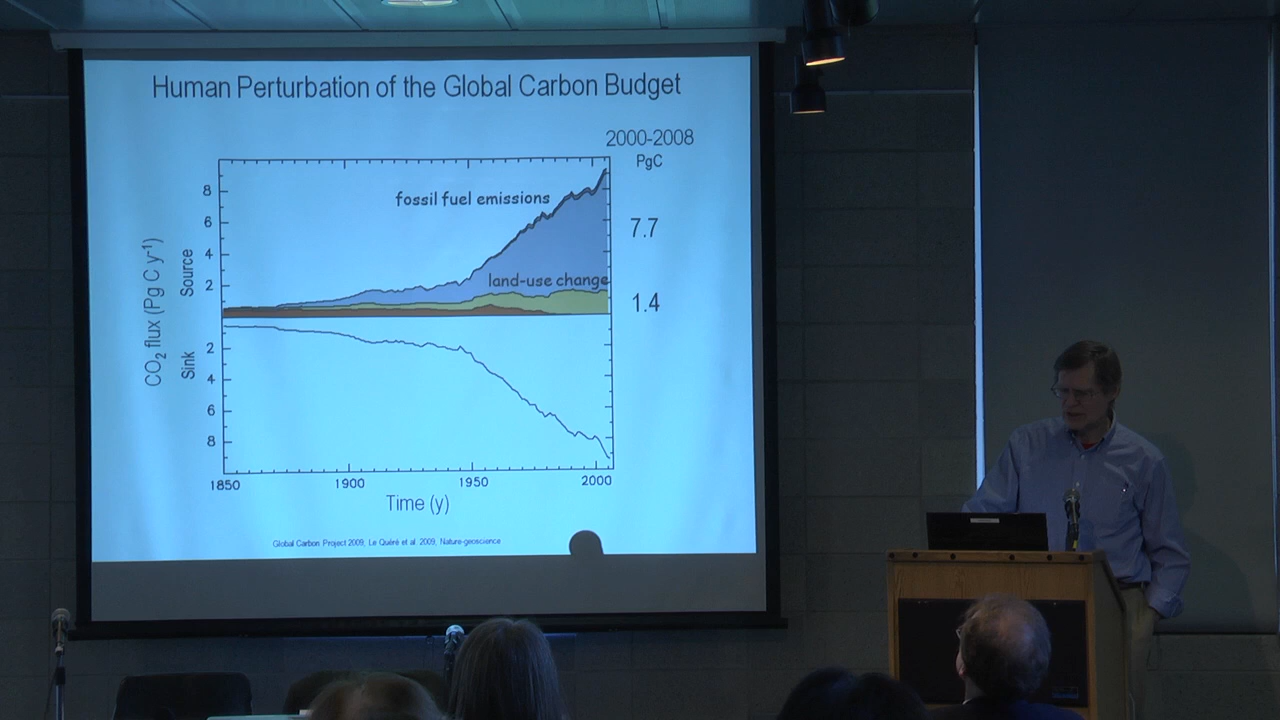 Human Perturbation of the Global Carbon Budget
2000-2008
PgC
8
fossil fuel emissions
6
7.7
4
land-use change
2
1.4
CO2 flux (Pg C y-1)
Source
Sink
2
4
6
8
1850
1900
1950
2000
Time (y)
Global Carbon Project 2009, Le Quéré et al. 2009, Nature-geoscience